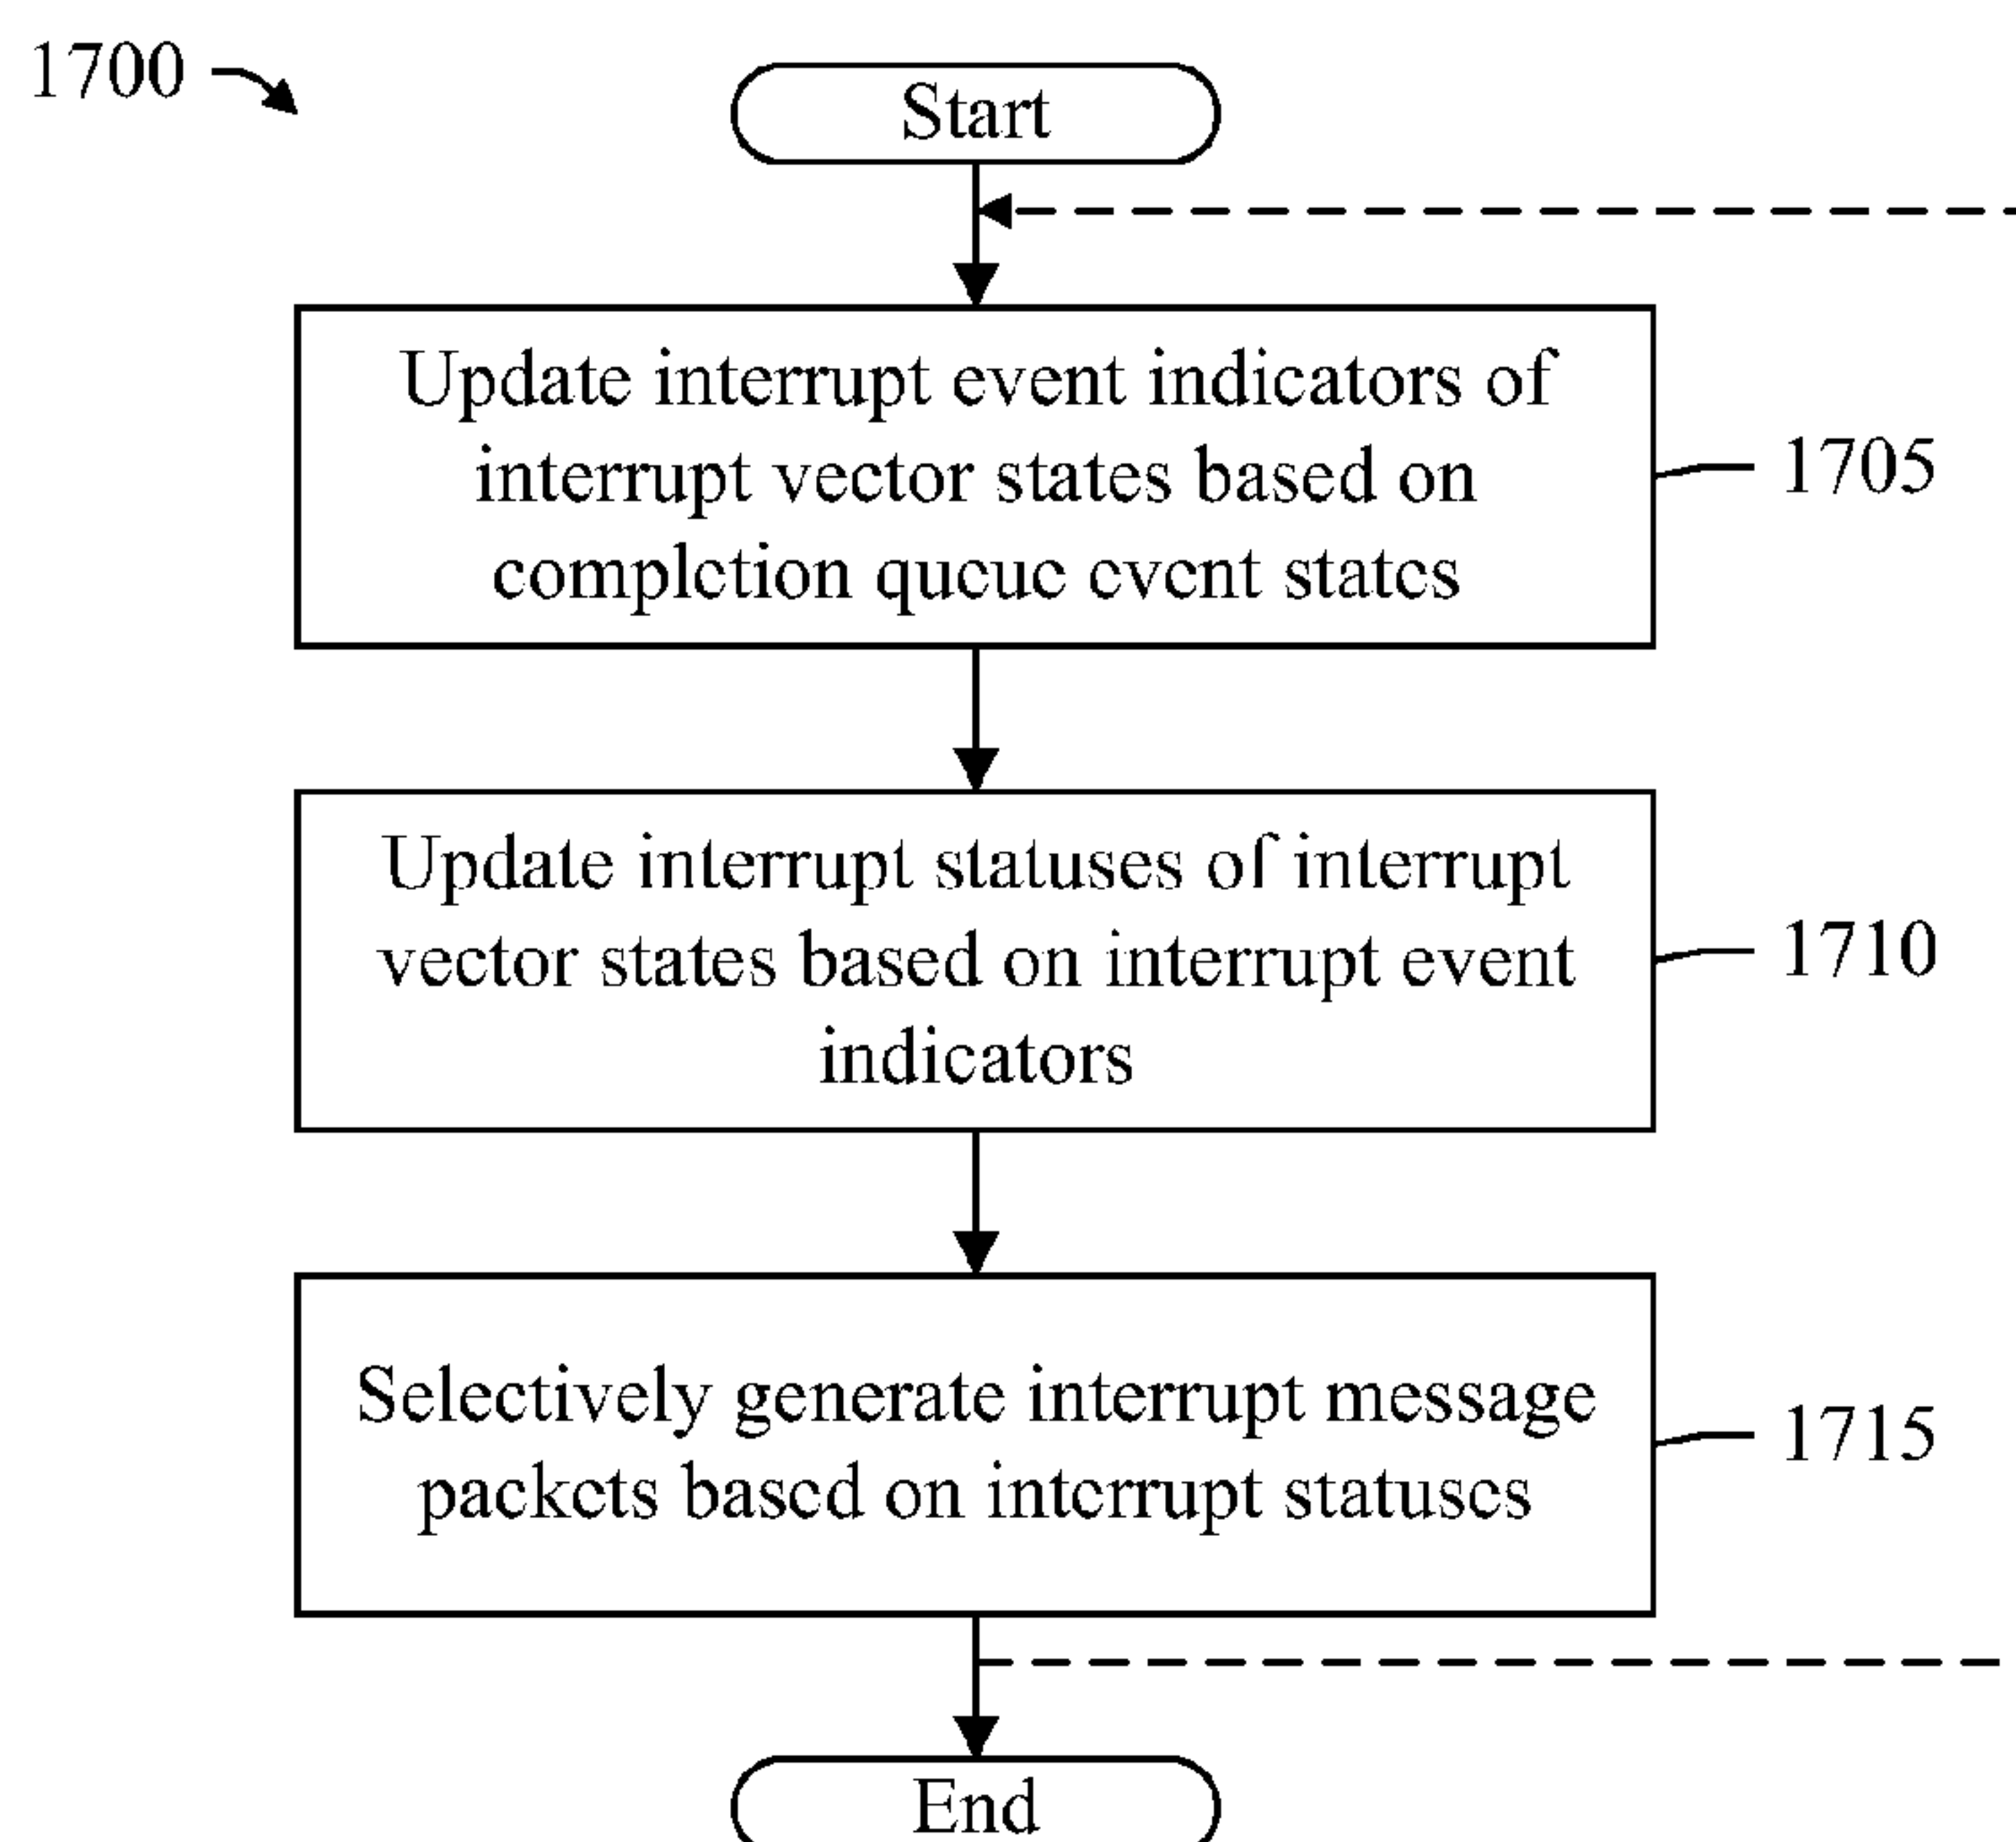 1700
Start
Update interrupt event indicators of
interrupt vector states based on
completion queue event states
1705
Update interrupt statuses of interrupt
vector states based on interrupt event
indicators
1710
Selectively generate interrupt message
packets based on interrupt statuses
1715
End